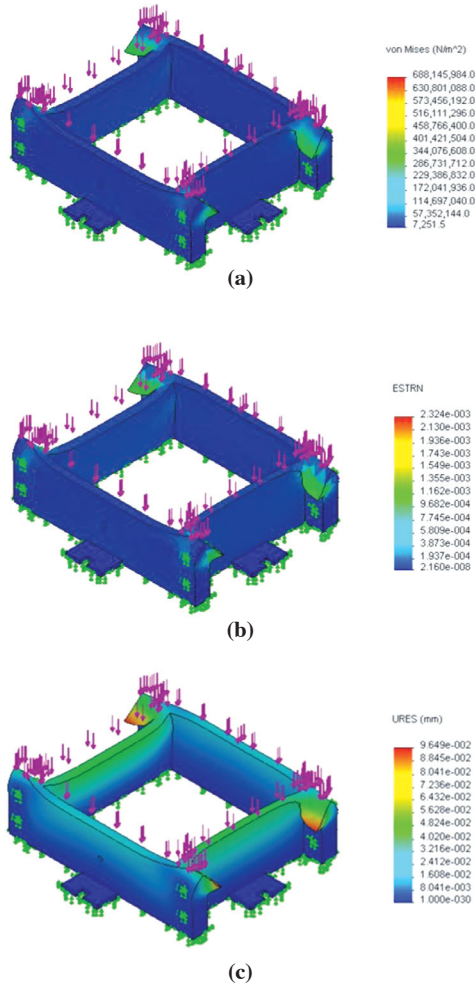 von Mises (N/m^2)
688,145,984.0
630,801,088.0
573,456,192.0
516,111,296.0
458,766,400.0
401,421,504.0
344,076,608.0
286,731,712.0
229,386,832.0
172,041,936.0
114,697,040.0
57,352,144.0
7,251.5
(a)
ESTRN
2.324e-003
2.130e-003
1.936e-003
1.743e-003
1.549e-003
1.355e-003
1.162e-003
9.682e-004
7.745e-004
5.809e-004
3.873e-004
1.937e-004
2.160e-008
(b)
URES (mm)
9.649e-002
8.845e-002
8.041e-002
7.236e-002
6.432e-002
5.628e-002
4.824e-002
4.020e-002
3.216e-002
2.412e-002
1.608e-002
8.041e-003
1.000e-030
(c)